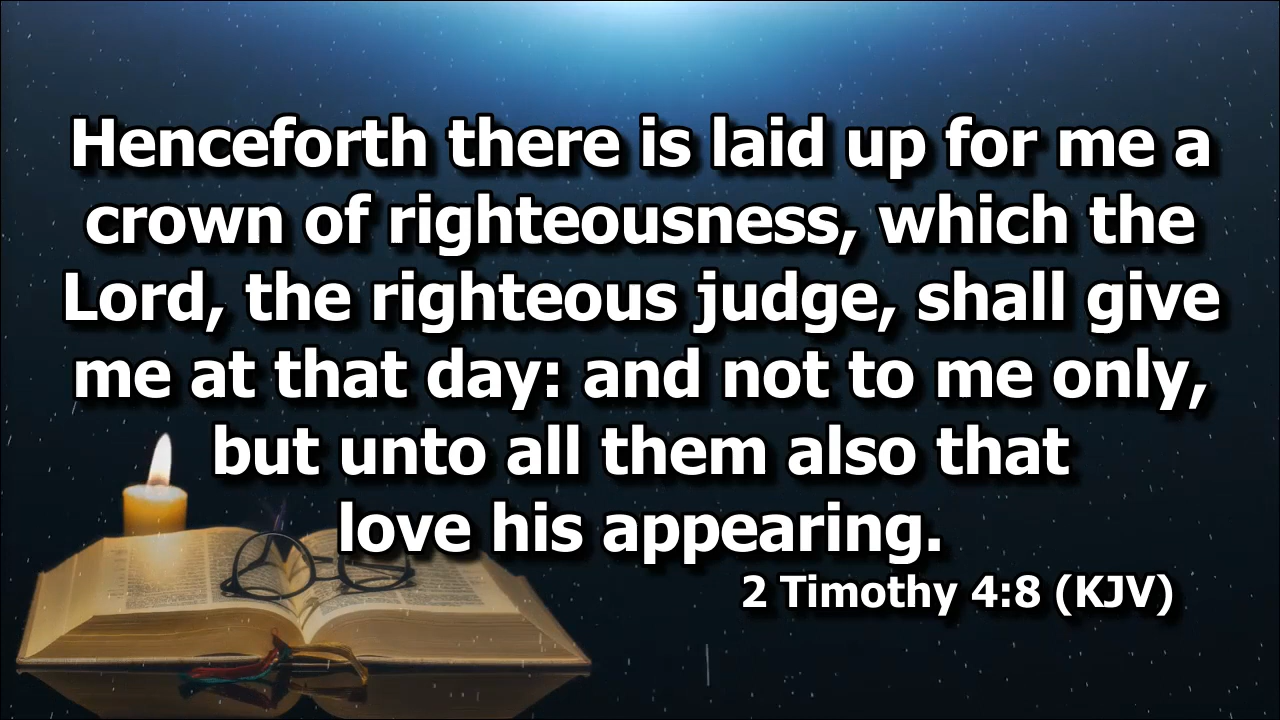 Henceforth there is laid up for me a
crown of righteousness, which the
Lord, the righteous judge, shall give
me at that day: and not to me only,
but unto all them also that
love his appearing.
2 Timothy 4:8 (KJV)